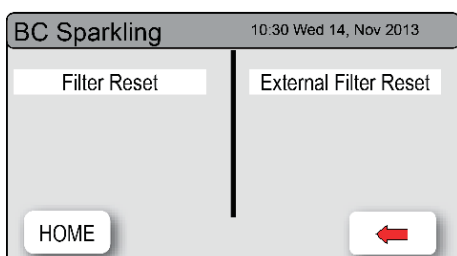 BC Sparkling
10:30 Wed 14, Nov 2013
Filter Reset
External Filter Reset
HOME